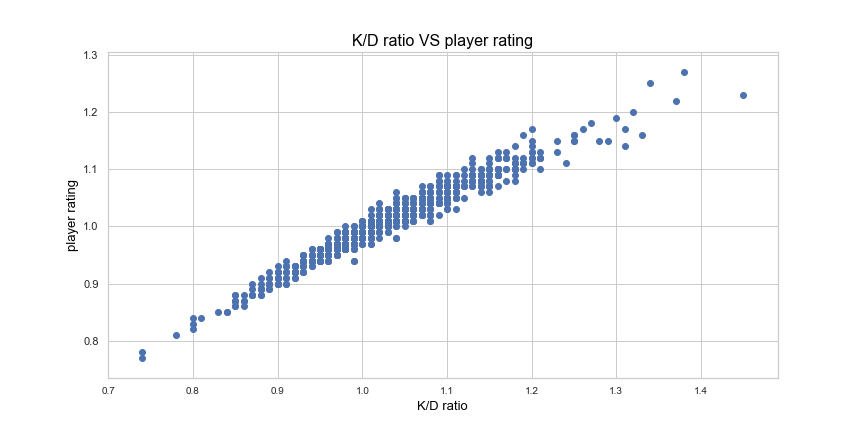 K/D ratio VS player rating
1.3
1.2
1.1
1.0
0.9
0.8
player rating
0.7 0.8 0.9 1.0 1.1 1.2 1.3 1.4
K/D ratio